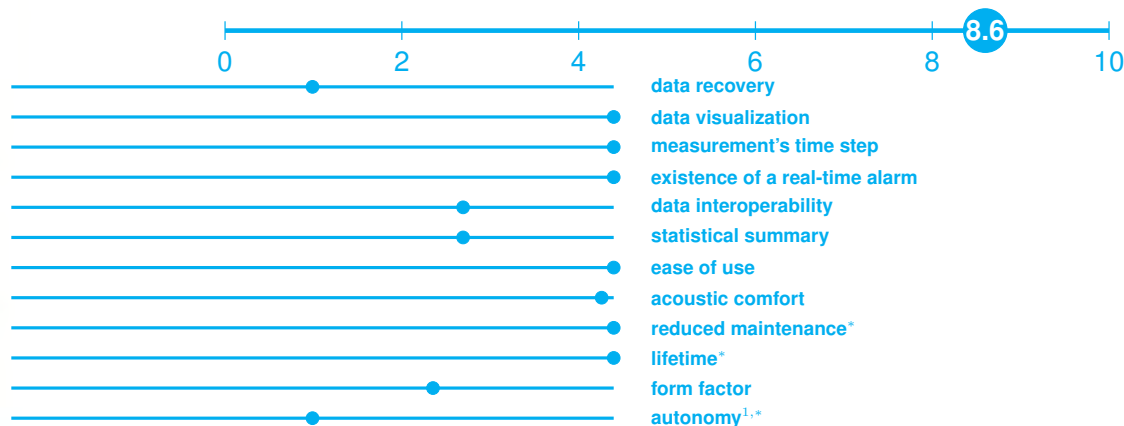 8.6
0 2 4 6 8 10
data recovery
data visualization
measurement's time step
existence of a real-time alarm
data interoperability
statistical summary
ease of use
acoustic comfort
reduced maintenance*
lifetime*
form factor
autonomy1,*